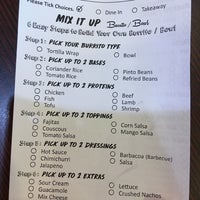 Please Tick Choices. Dine In Takeaway
MIX IT UP Burrito / Bowl
6 Easy Steps to Build Your Own Burrito / Bowl
Step 1: PICK YOUR BURRITO TYPE
Tortilla Wrap Bowl
Step 2: PICK UP TO 2 BASES
Coriander Rice Pinto Beans
Tomato Rice Refried Beans
Step 3: PICK UP TO 2 PROTEINS
Chicken Beef
Fish Lamb
Tofu Shrimp
Step 4: PICK UP TO 2 TOPPINGS
Fajitas Corn Salsa
Couscous Mango Salsa
Tomato Salsa
Step 5: PICK UP TO 2 DRESSINGS
Hot Sauce Barbacoa (Barbecue)
Chimichurri Salsa
Jalapeno
Step 6: PICK UP TO 2 EXTRAS
Sour Cream Lettuce
Guacamole Crushed Nachos
Mix Cheese